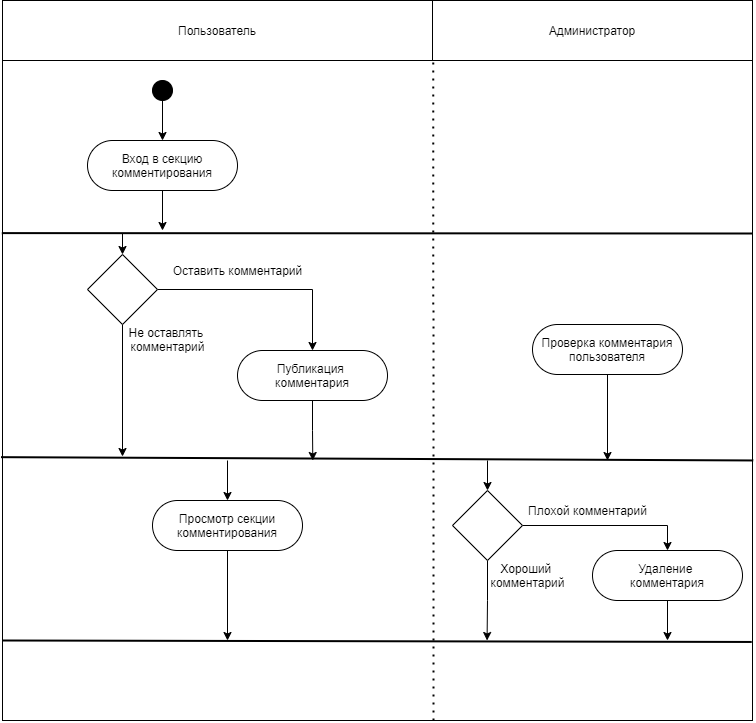 Пользователь
Администратор
Вход в секцию
комментирования
Оставить комментарий
Не оставлять
комментарий
Публикация
комментария
Проверка комментария
пользователя
Просмотр секции
комментирования
Плохой комментарий
Хороший
комментарий
Удаление
комментария